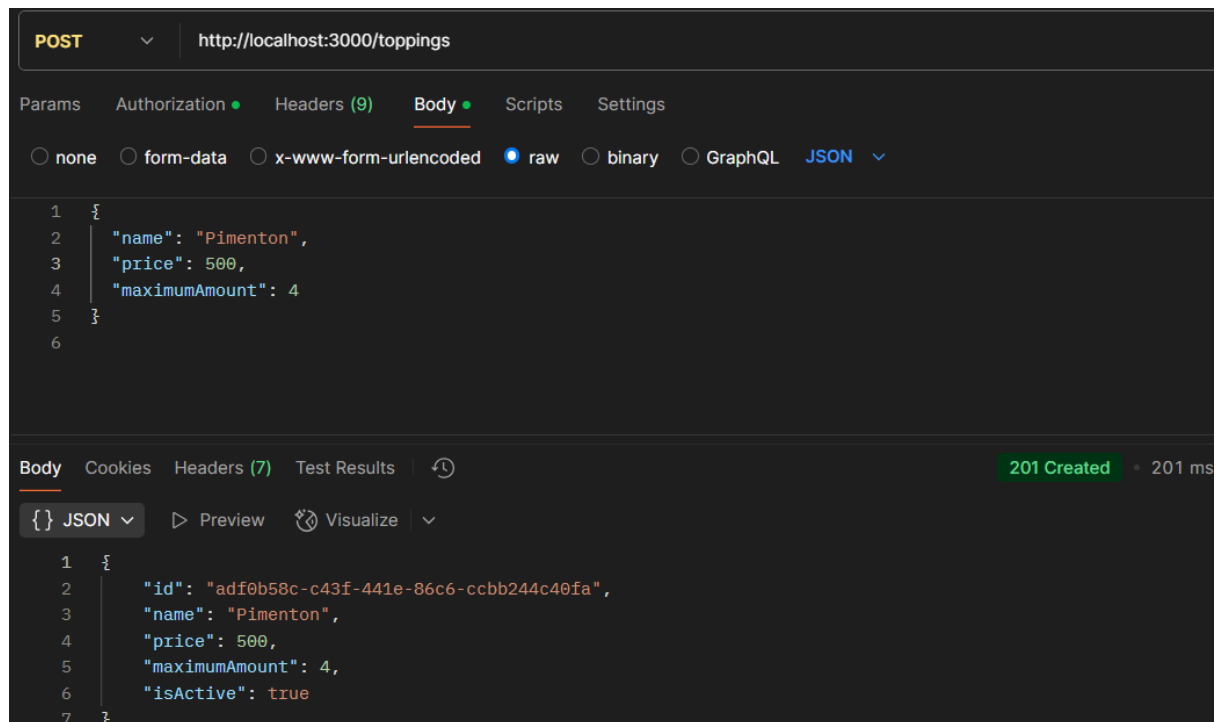 POST http://localhost:3000/toppings
Params Authorization Headers (9) Body Scripts Settings
none form-data x-www-form-urlencoded raw binary GraphQL JSON
1 {
2 "name": "Pimenton",
3 "price": 500,
4 "maximumAmount": 4
5 }
6
Body Cookies Headers (7) Test Results 201 Created • 201 ms
{} JSON Preview Visualize
1 {
2 "id": "adf0b58c-c43f-441e-86c6-ccbb244c40fa",
3 "name": "Pimenton",
4 "price": 500,
5 "maximumAmount": 4,
6 "isActive": true
7 }